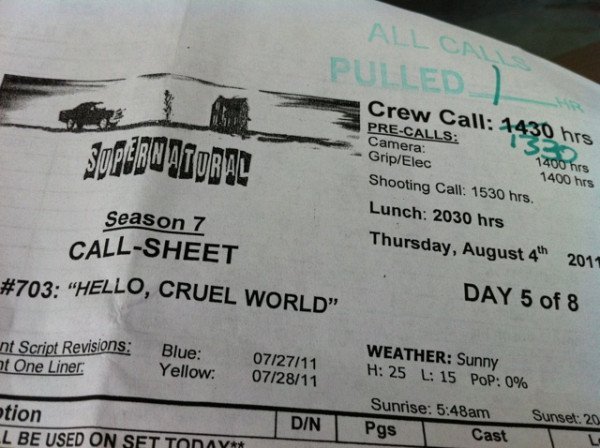 ALL CALLS
PULLED 1 HR
SUPERNATURAL
Season 7
CALL-SHEET
#703: “HELLO, CRUEL WORLD”
nt Script Revisions: Blue: 07/27/11
nt One Liner: Yellow: 07/28/11
Crew Call: 1430 hrs
1330
PRE-CALLS:
Camera: 1400 hrs
Grip/Elec 1400 hrs
Shooting Call: 1530 hrs.
Lunch: 2030 hrs
Thursday, August 4th 2011
DAY 5 of 8
WEATHER: Sunny
H: 25 L: 15 PoP: 0%
Sunrise: 5:48am Sunset: 20
ption D/N Pgs Cast L
LL BE USED ON SET TODAY**